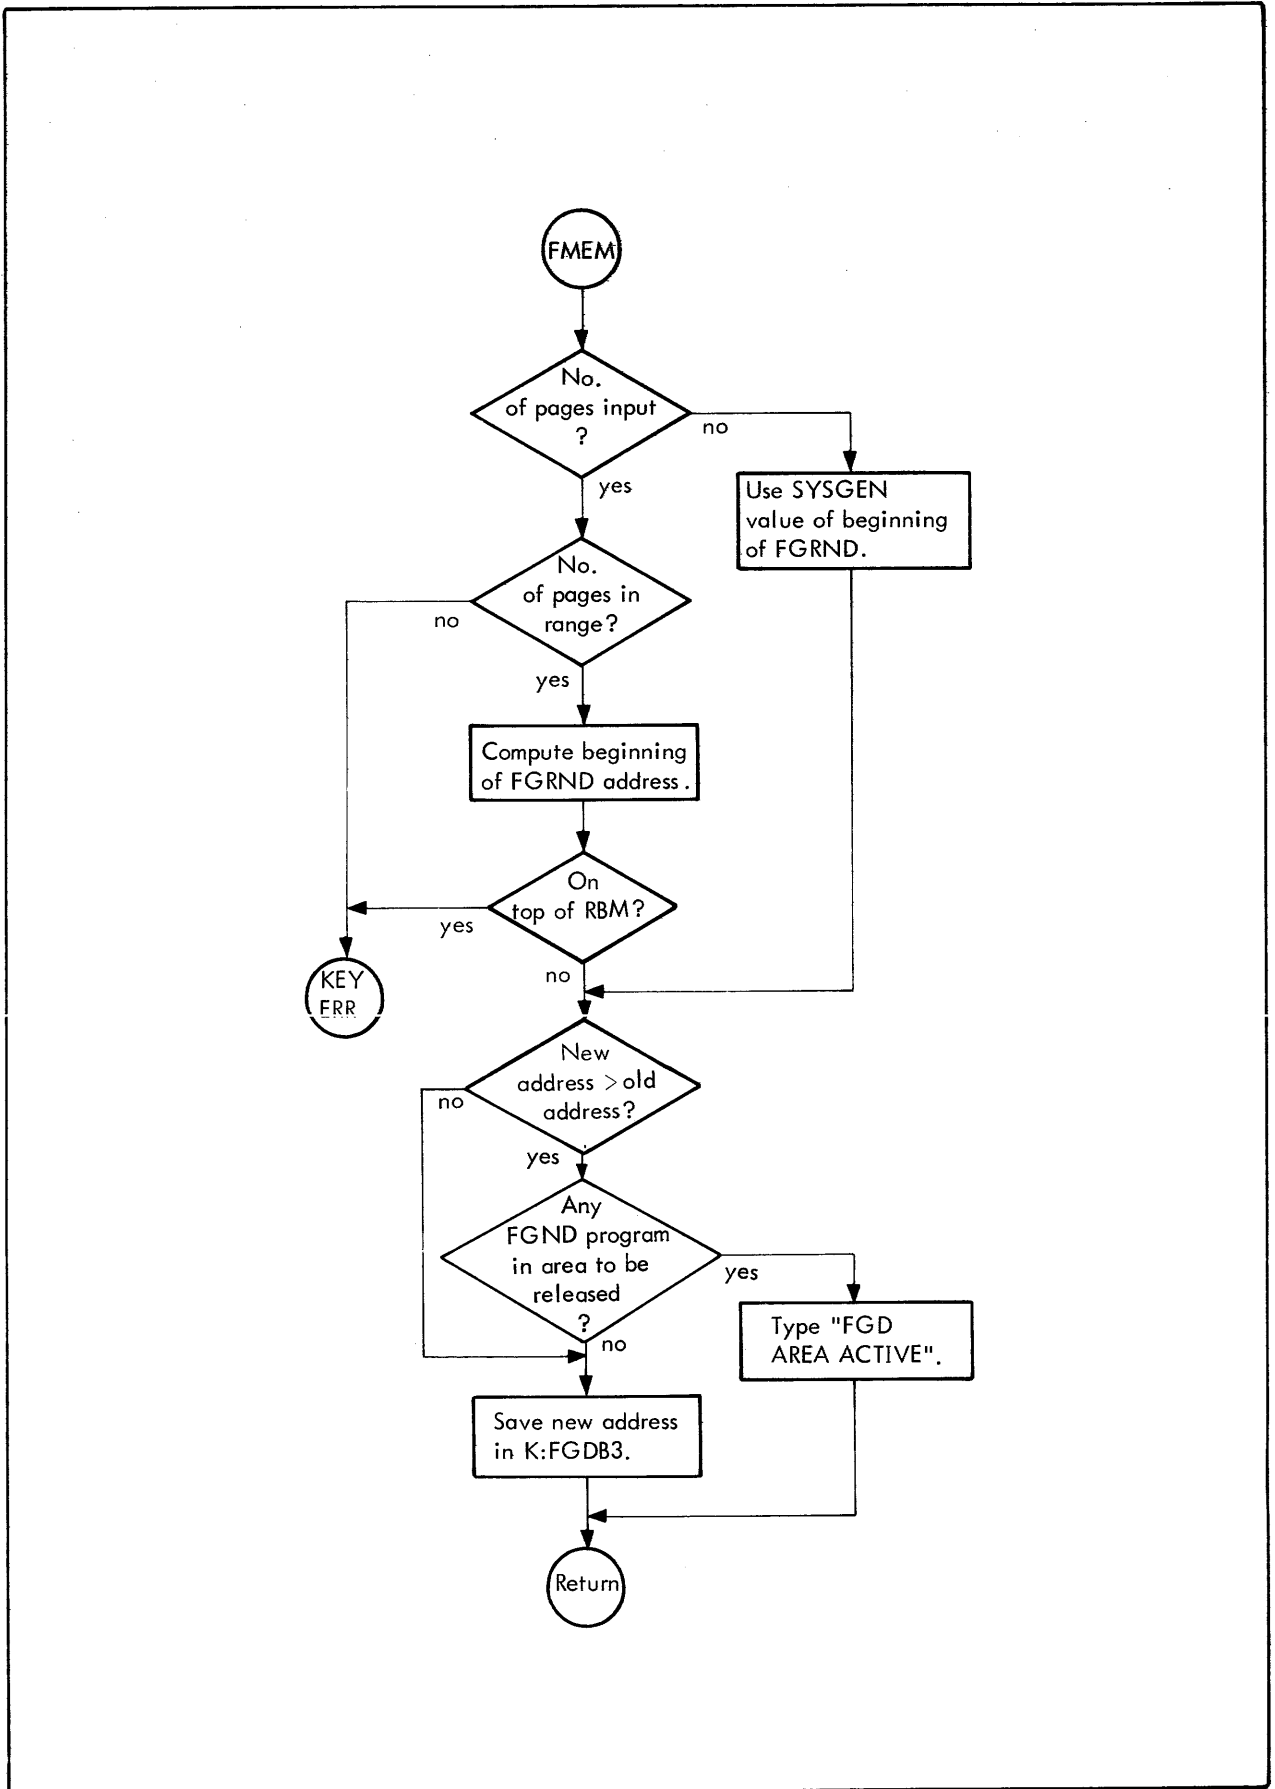 FMEM
No.
of pages input
?
no
yes
Use SYSGEN
value of beginning
of FGRND.
No.
of pages in
range?
no
yes
Compute beginning
of FGRND address.
On
top of RBM?
yes
no
KEY
ERR
New
address > old
address?
no
yes
Any
FGND program
in area to be
released
?
yes
no
Type "FGD
AREA ACTIVE".
Save new address
in K:FGDB3.
Return